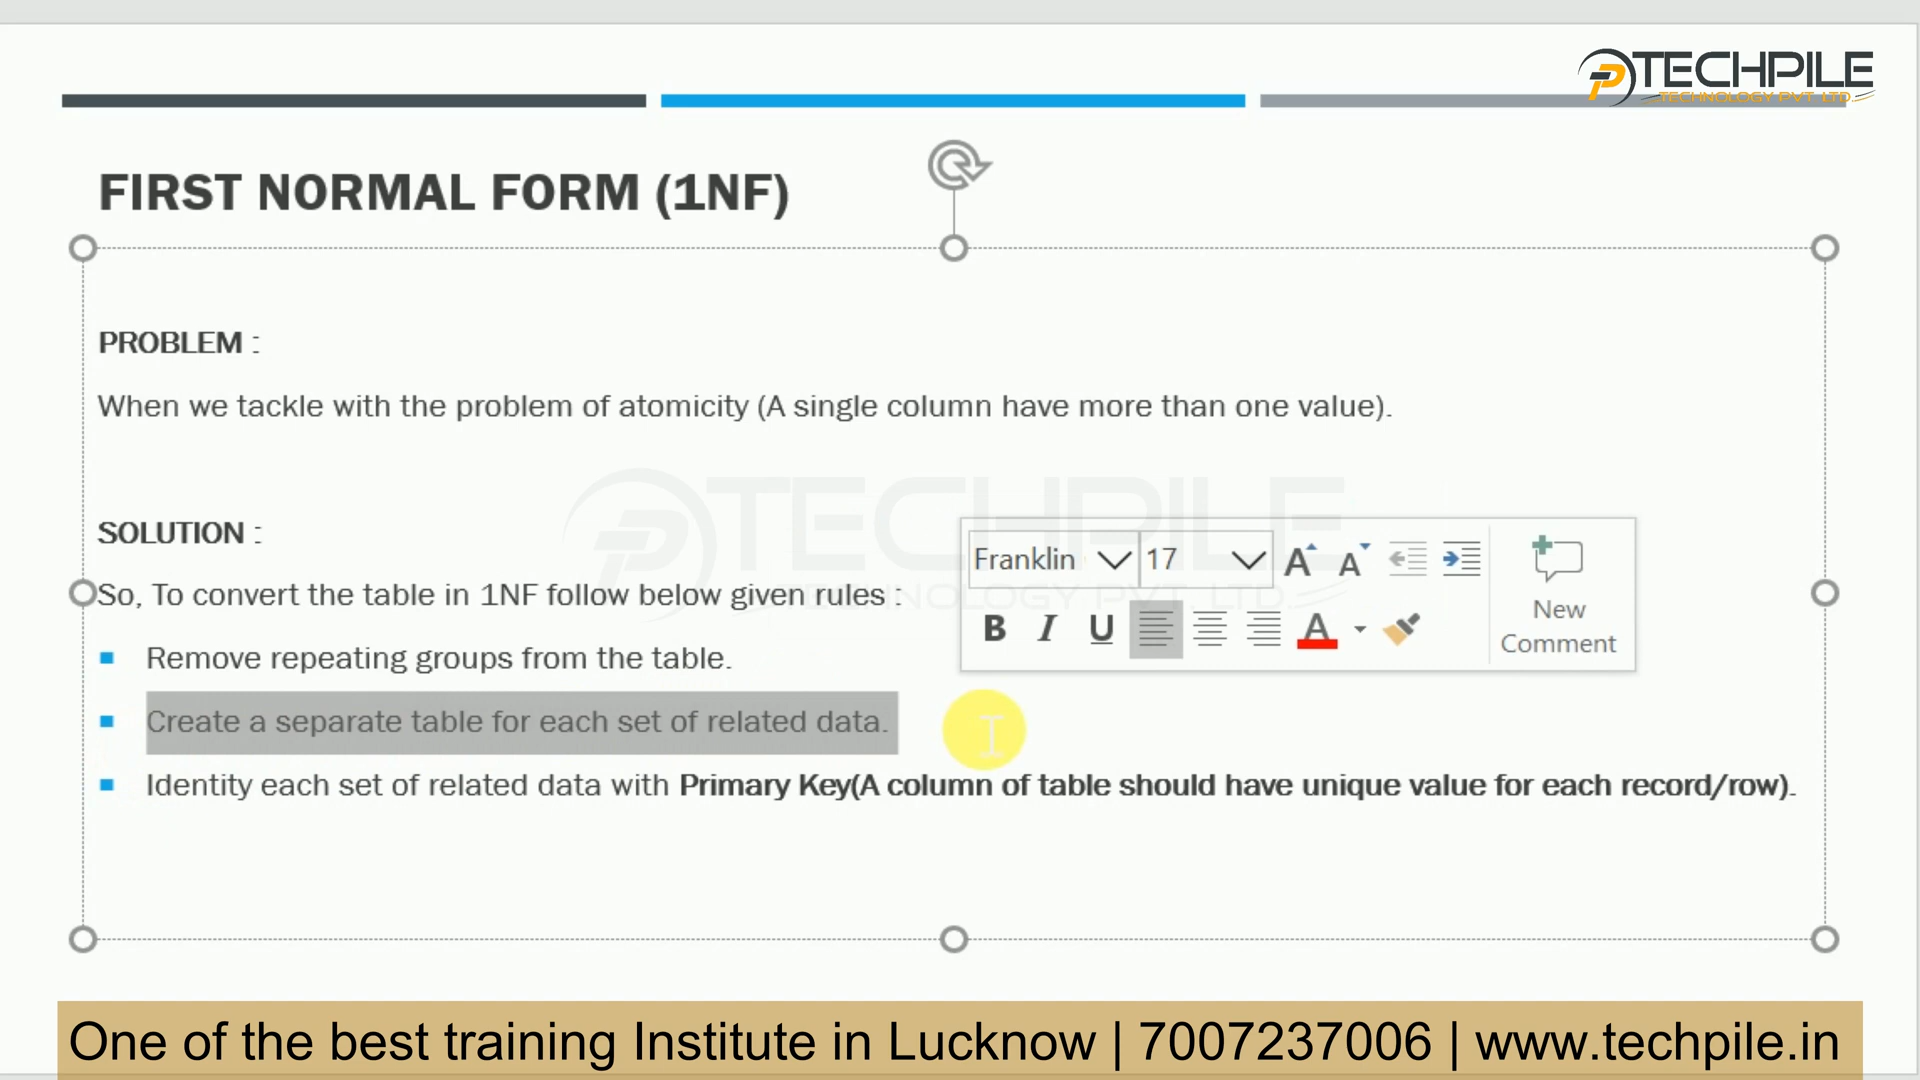 TECHPILE
TECHNOLOGY PVT. LTD.
FIRST NORMAL FORM (1NF)
PROBLEM :
When we tackle with the problem of atomicity (A single column have more than one value).
TECHPILE
TECHNOLOGY PVT. LTD.
SOLUTION :
So, To convert the table in 1NF follow below given rules :
Remove repeating groups from the table.
Create a separate table for each set of related data.
Identity each set of related data with Primary Key(A column of table should have unique value for each record/row).
Franklin 17 A A
B I U A
New
Comment
One of the best training Institute in Lucknow | 7007237006 | www.techpile.in